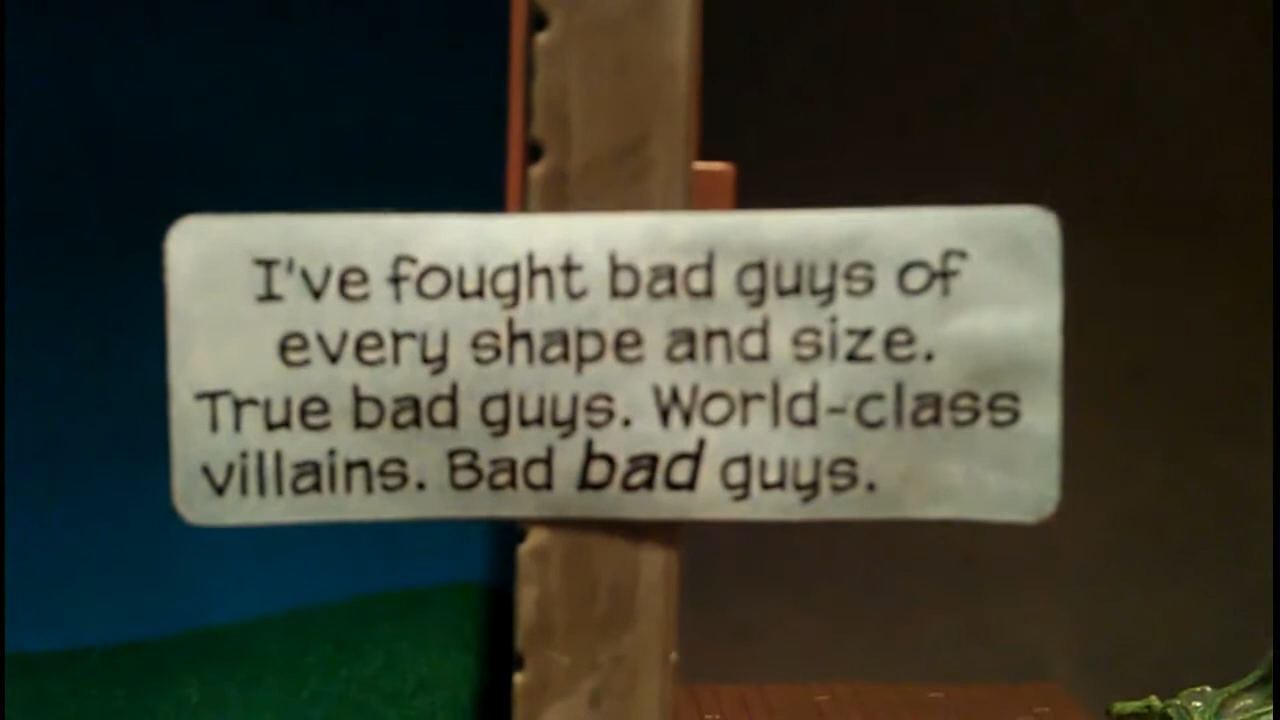 I've fought bad guys of
every shape and size.
True bad guys. World-class
villains. Bad bad guys.